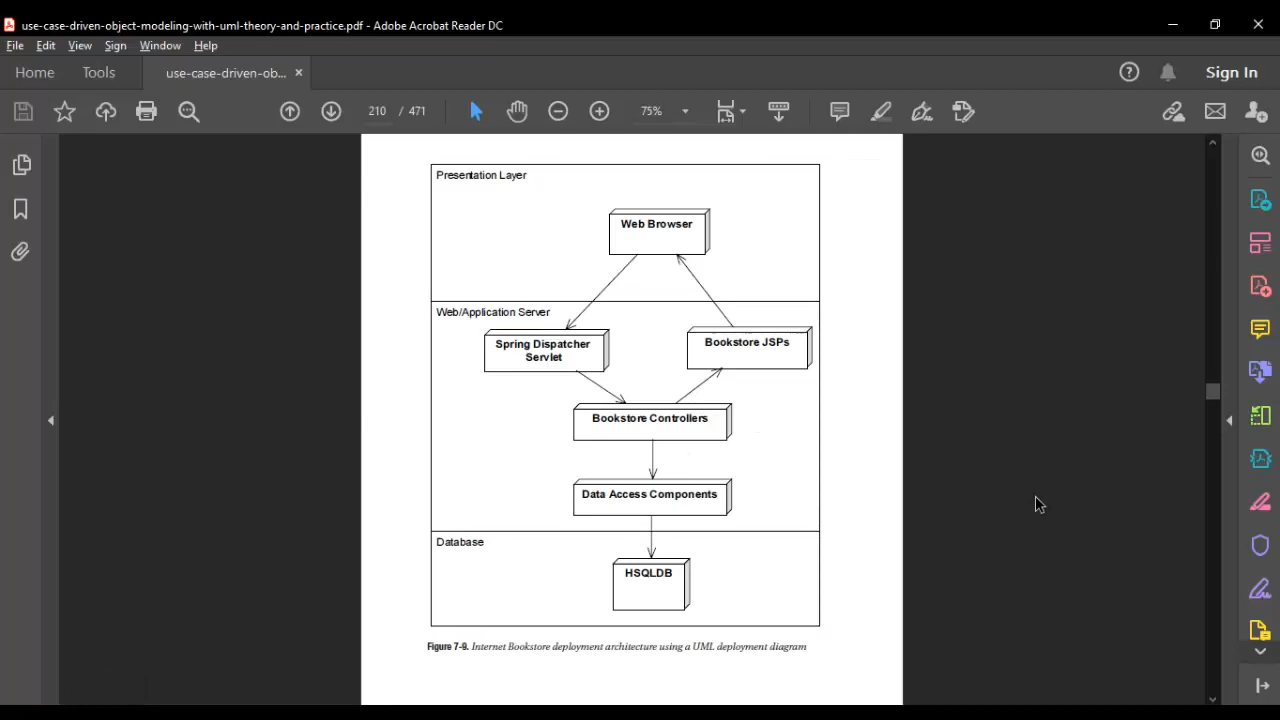 use-case-driven-object-modeling-with-uml-theory-and-practice.pdf - Adobe Acrobat Reader DC
File Edit View Sign Window Help
Home Tools use-case-driven-ob... × Sign In
210 / 471 75%
Presentation Layer
Web Browser
Web/Application Server
Spring Dispatcher
Servlet
Bookstore JSPs
Bookstore Controllers
Data Access Components
Database
HSQLDB
Figure 7-9. Internet Bookstore deployment architecture using a UML deployment diagram